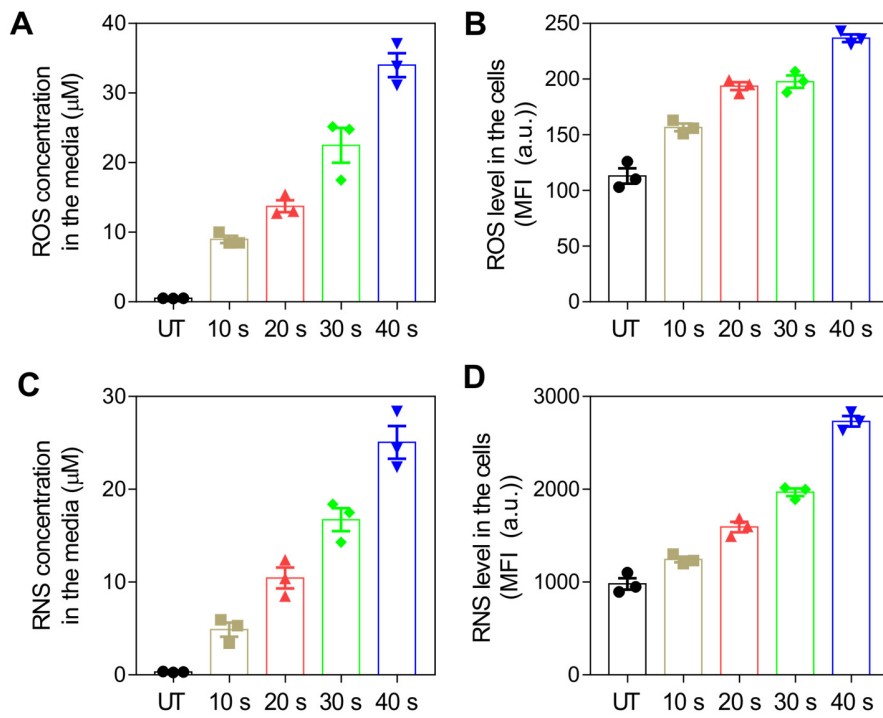 A
ROS concentration
in the media (μM)
40
30
20
10
0
UT 10 s 20 s 30 s 40 s
B
ROS level in the cells
(MFI (a.u.))
250
200
150
100
50
0
UT 10 s 20 s 30 s 40 s
C
RNS concentration
in the media (μM)
30
20
10
0
UT 10 s 20 s 30 s 40 s
D
RNS level in the cells
(MFI (a.u.))
3000
2000
1000
0
UT 10 s 20 s 30 s 40 s